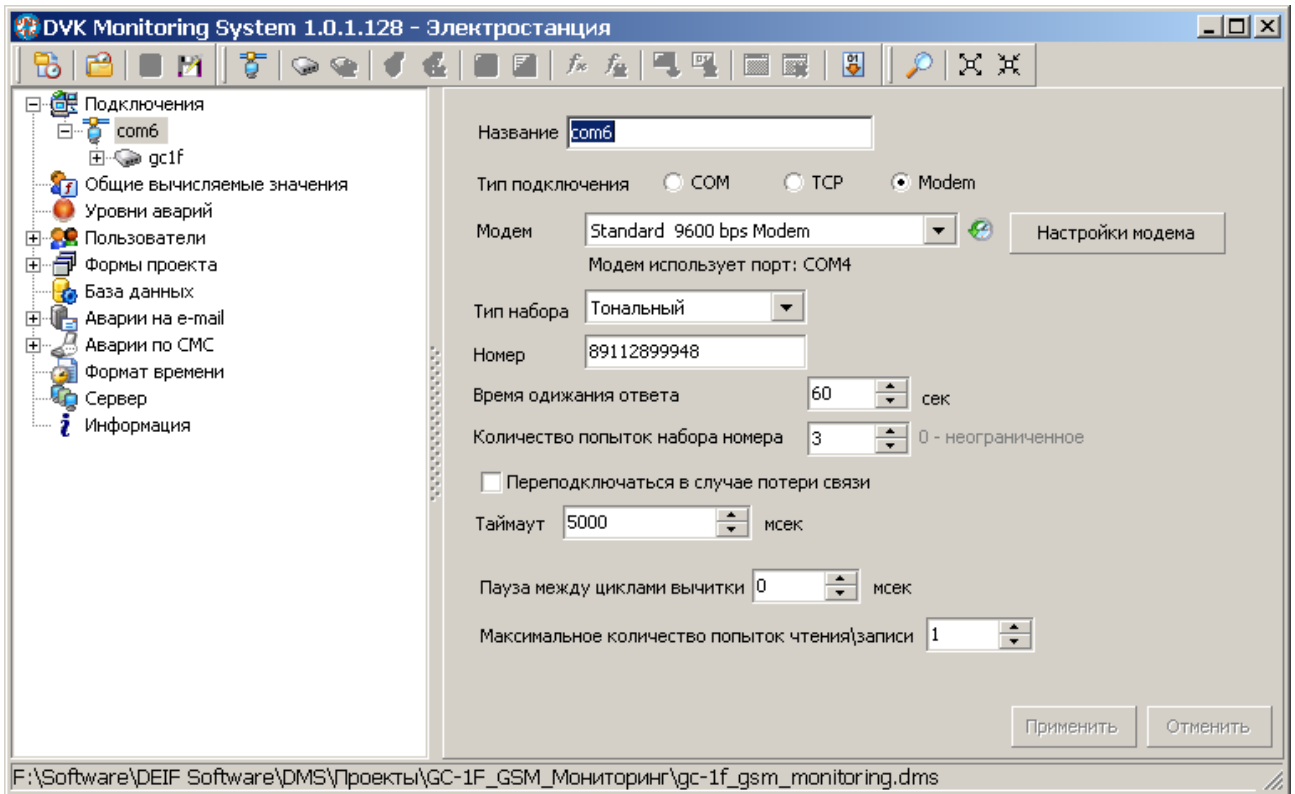 DVK Monitoring System 1.0.1.128 - Электростанция
Подключения
com6
gc1f
Общие вычисляемые значения
Уровни аварий
Пользователи
Формы проекта
База данных
Аварии на e-mail
Аварии по СМС
Формат времени
Сервер
Информация
Название com6
Тип подключения COM TCP Modem
Модем Standard 9600 bps Modem Настройки модема
Модем использует порт: COM4
Тип набора Тональный
Номер 89112899948
Время одижания ответа 60 сек
Количество попыток набора номера 3 0 - неограниченное
Переподключаться в случае потери связи
Таймаут 5000 мсек
Пауза между циклами вычитки 0 мсек
Максимальное количество попыток чтения\записи 1
Применить Отменить
F:\Software\DEIF Software\DMS\Проекты\GC-1F_GSM_Мониторинг\gc-1f_gsm_monitoring.dms